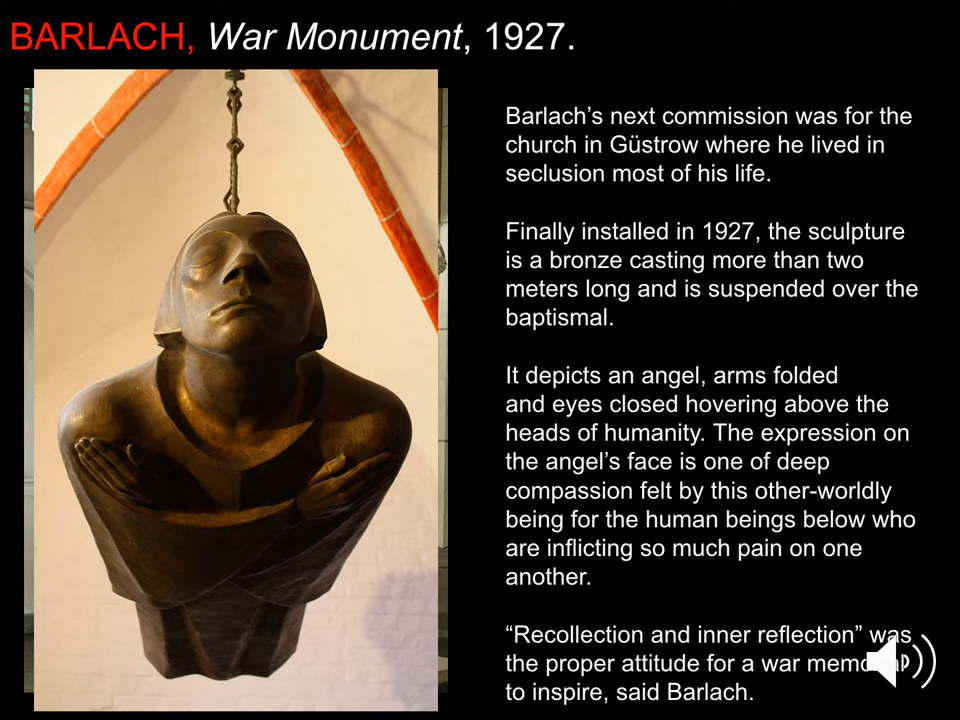 BARLACH, War Monument, 1927.
Barlach’s next commission was for the
church in Güstrow where he lived in
seclusion most of his life.
Finally installed in 1927, the sculpture
is a bronze casting more than two
meters long and is suspended over the
baptismal.
It depicts an angel, arms folded
and eyes closed hovering above the
heads of humanity. The expression on
the angel’s face is one of deep
compassion felt by this other-worldly
being for the human beings below who
are inflicting so much pain on one
another.
“Recollection and inner reflection” was
the proper attitude for a war memorial
to inspire, said Barlach.